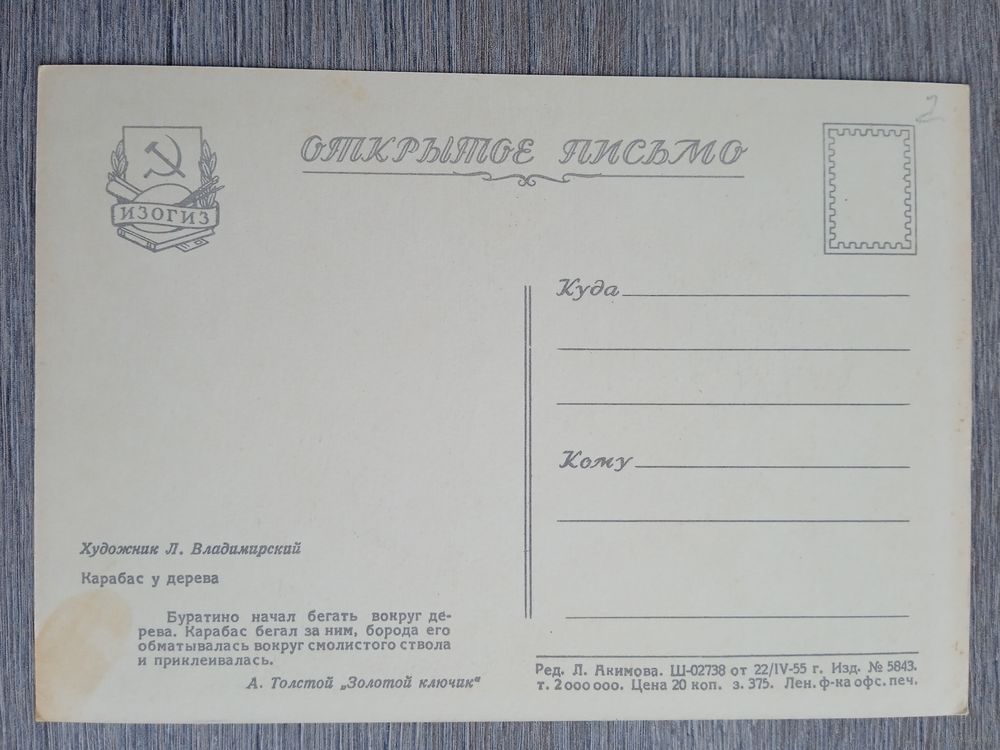 2
ОТКРЫТОЕ ПИСЬМО
ИЗОГИЗ
Куда
Кому
Художник Л. Владимирский
Карабас у дерева
Буратино начал бегать вокруг де-
рева. Карабас бегал за ним, борода его
обматывалась вокруг смолистого ствола
и приклеивалась.
А. Толстой „Золотой ключик“
Ред. Л. Акимова. Ш-02738 от 22/IV-55 г. Изд. № 5843.
т. 2 000 000. Цена 20 коп. з. 375. Лен. ф-ка офс. печ.